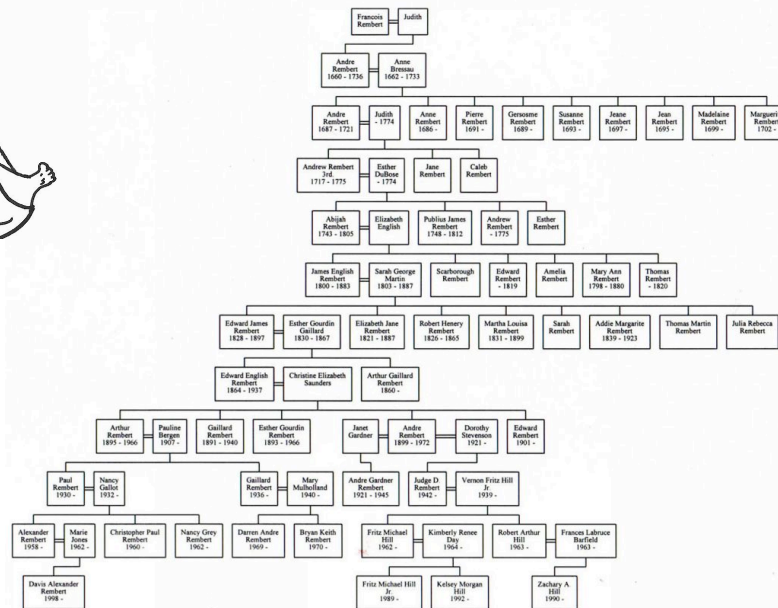 Francois
Rembert
Judith
Andre
Rembert
1660 - 1736
Anne
Bressau
1662 - 1733
Andre
Rembert
1687 - 1721
Judith
- 1774
Anne
Rembert
1686 -
Pierre
Rembert
1691 -
Gersosme
Rembert
1689 -
Susanne
Rembert
1693 -
Jeane
Rembert
1697 -
Jean
Rembert
1695 -
Madelaine
Rembert
1699 -
Marguerit
Rembert
1702 -
Andrew Rembert
3rd.
1717 - 1775
Esther
DuBose
- 1774
Jane
Rembert
Caleb
Rembert
Abijah
Rembert
1743 - 1805
Elizabeth
English
Publius James
Rembert
1748 - 1812
Andrew
Rembert
- 1775
Esther
Rembert
James English
Rembert
1800 - 1883
Sarah George
Martin
1803 - 1887
Scarborough
Rembert
Edward
Rembert
- 1819
Amelia
Rembert
Mary Ann
Rembert
1798 - 1880
Thomas
Rembert
- 1820
Edward James
Rembert
1828 - 1897
Esther Gourdin
Gaillard
1830 - 1867
Elizabeth Jane
Rembert
1821 - 1887
Robert Henery
Rembert
1826 - 1865
Martha Louisa
Rembert
1831 - 1899
Sarah
Rembert
Addie Margarite
Rembert
1839 - 1923
Thomas Martin
Rembert
Julia Rebecca
Rembert
Edward English
Rembert
1864 - 1937
Christine Elizabeth
Saunders
Arthur Gaillard
Rembert
1860 -
Arthur
Rembert
1895 - 1966
Pauline
Bergen
1907 -
Gaillard
Rembert
1891 - 1940
Esther Gourdin
Rembert
1893 - 1966
Janet
Gardner
Andre
Rembert
1899 - 1972
Dorothy
Stevenson
1921 -
Edward
Rembert
1901 -
Paul
Rembert
1930 -
Nancy
Gallot
1932 -
Gaillard
Rembert
1936 -
Mary
Mulholland
1940 -
Andre Gardner
Rembert
1921 - 1945
Judge D.
Rembert
1942 -
Vernon Fritz Hill
Jr.
1939 -
Alexander
Rembert
1958 -
Marie
Jones
1962 -
Christopher Paul
Rembert
1960 -
Nancy Grey
Rembert
1962 -
Darren Andre
Rembert
1969 -
Bryan Keith
Rembert
1970 -
Fritz Michael
Hill
1962 -
Kimberly Renee
Day
1964 -
Robert Arthur
Hill
1963 -
Frances Labruce
Barfield
1963 -
Davis Alexander
Rembert
1998 -
Fritz Michael Hill
Jr.
1989 -
Kelsey Morgan
Hill
1992 -
Zachary A.
Hill
1990 -